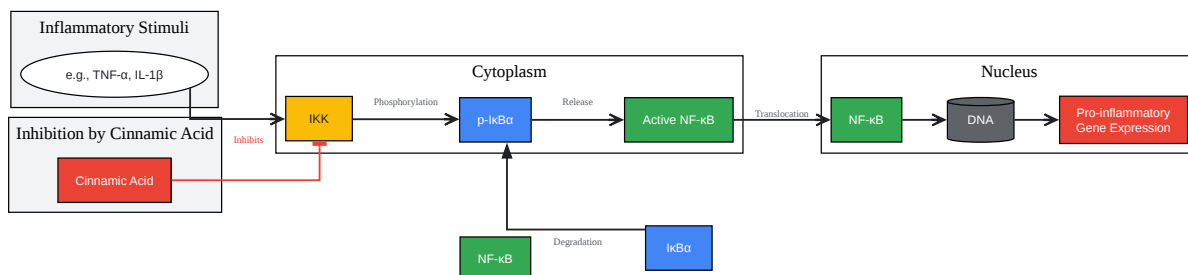 Inflammatory Stimuli
e.g., TNF-α, IL-1β
Inhibition by Cinnamic Acid
Cinnamic Acid
Inhibits
Cytoplasm
IKK
Phosphorylation
p-IκBα
Release
Active NF-κB
Translocation
Nucleus
NF-κB
DNA
Pro-inflammatory
Gene Expression
NF-κB
Degradation
IκBα